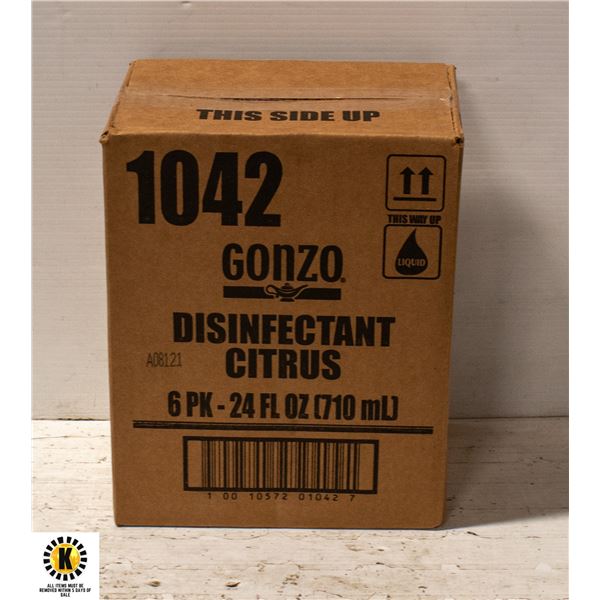 THIS SIDE UP
1042
THIS WAY UP
GONZO®
LIQUID
DISINFECTANT
CITRUS
A08121
6 PK - 24 FL OZ (710 mL)
1 00 10572 01042 7
K
ALL ITEMS MUST BE
REMOVED WITHIN 5 DAYS OF
SALE